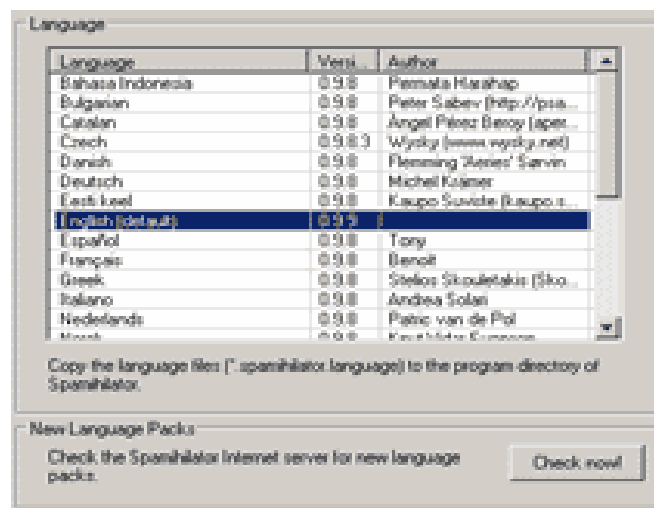 Language
Language Versi... Author
Bahasa Indonesia 0.9.8 Permata Harahap
Bulgarian 0.9.8 Peter Sabev (http://psa...
Catalan 0.9.8 Àngel Pérez Beroy (aper...
Czech 0.9.8.3 Wysky (www.wysky.net)
Danish 0.9.8 Flemming 'Aeries' Sørvin
Deutsch 0.9.8 Michel Krämer
Eesti keel 0.9.8 Kaupo Suviste (kaupo.s...
English (default) 0.9.9
Español 0.9.8 Tony
Français 0.9.8 Benoît
Greek 0.9.8 Stelios Skouletakis (Sko...
Italiano 0.9.8 Andrea Solari
Nederlands 0.9.8 Patric van de Pol
Norsk 0.9.8
Copy the language files (*.spamihilator.language) to the program directory of
Spamihilator.
New Language Packs
Check the Spamihilator Internet server for new language
packs.
Check now!